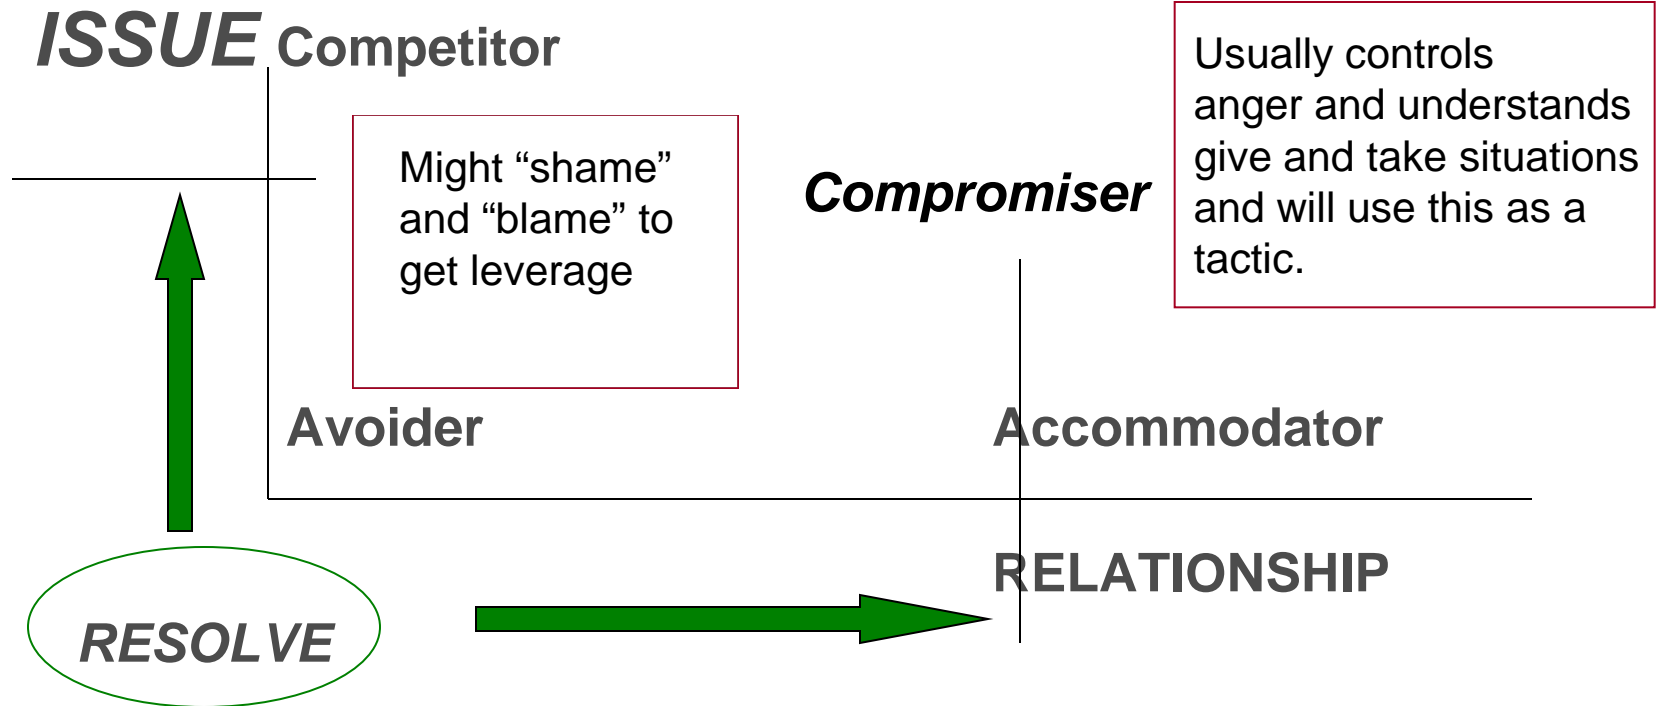 ISSUE Competitor
Might “shame”
and “blame” to
get leverage
Compromiser
Usually controls
anger and understands
give and take situations
and will use this as a
tactic.
Avoider
Accommodator
RELATIONSHIP
RESOLVE